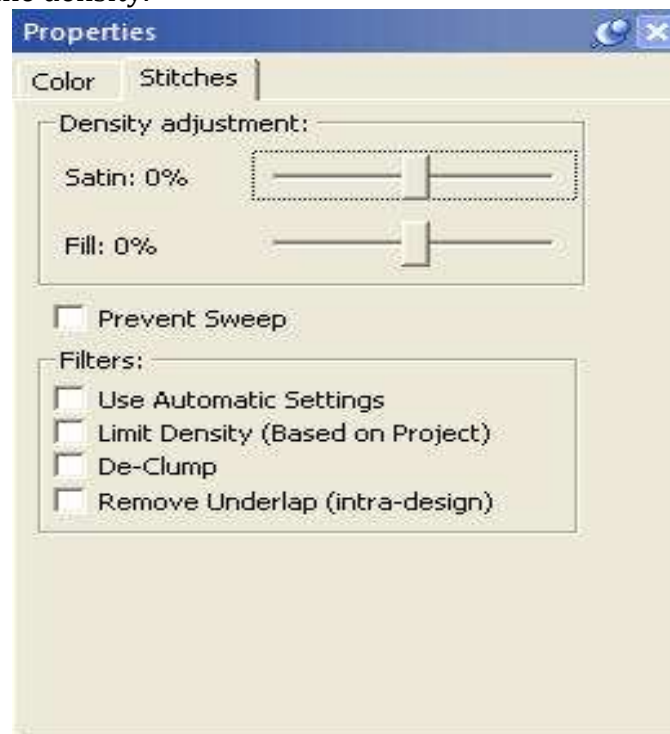 Properties
Color Stitches
Density adjustment:
Satin: 0%
Fill: 0%
Prevent Sweep
Filters:
Use Automatic Settings
Limit Density (Based on Project)
De-Clump
Remove Underlap (intra-design)